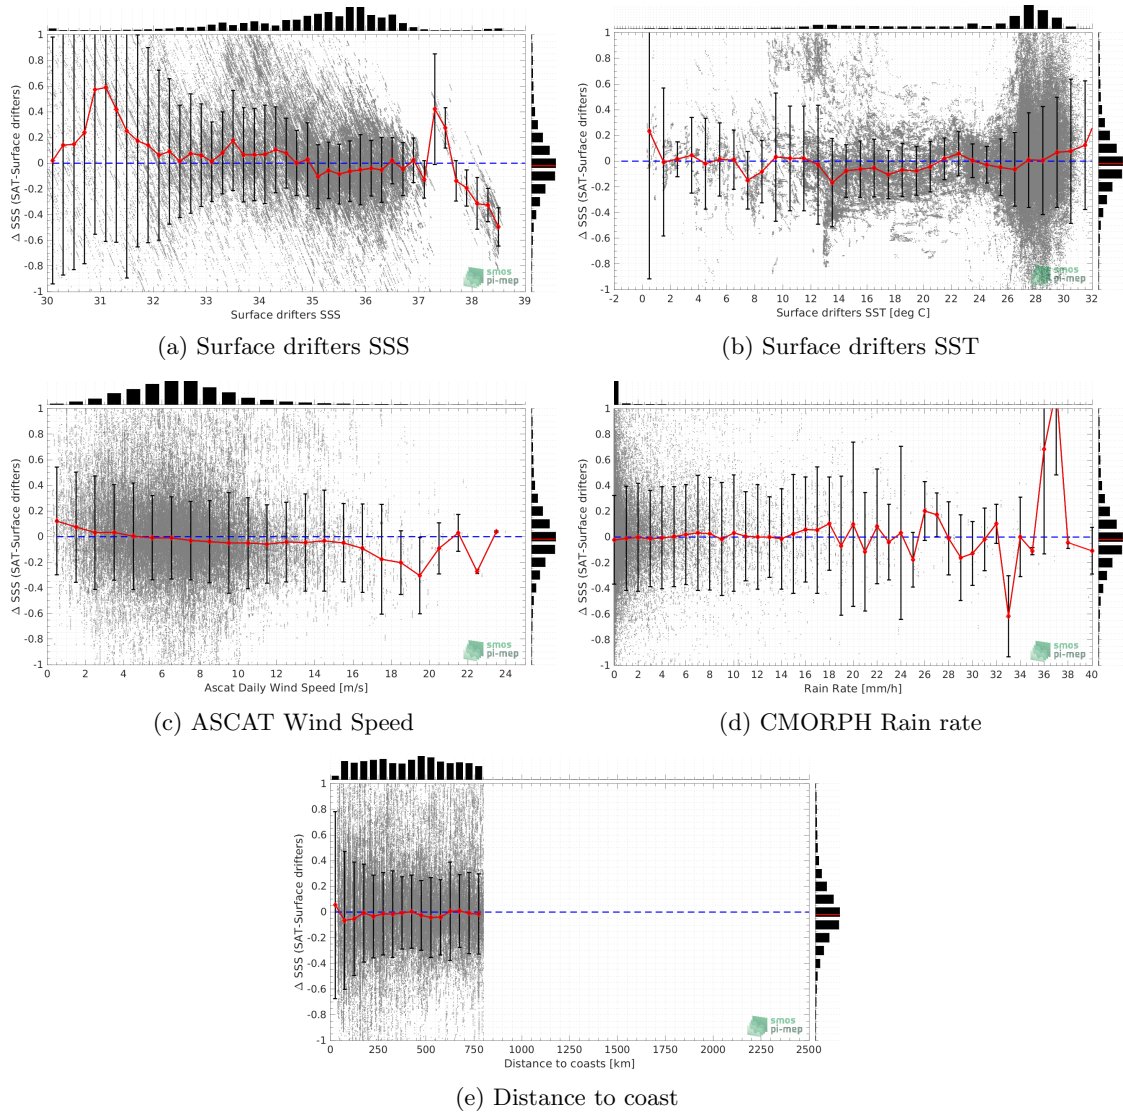 1
0.8
0.6
0.4
0.2
0
-0.2
-0.4
-0.6
-0.8
-1
Δ SSS (SAT-Surface drifters)
smos
pi-mep
30 31 32 33 34 35 36 37 38 39
Surface drifters SSS
(a) Surface drifters SSS
1
0.8
0.6
0.4
0.2
0
-0.2
-0.4
-0.6
-0.8
-1
Δ SSS (SAT-Surface drifters)
smos
pi-mep
-2 0 2 4 6 8 10 12 14 16 18 20 22 24 26 28 30 32
Surface drifters SST [deg C]
(b) Surface drifters SST
1
0.8
0.6
0.4
0.2
0
-0.2
-0.4
-0.6
-0.8
-1
Δ SSS (SAT-Surface drifters)
smos
pi-mep
0 2 4 6 8 10 12 14 16 18 20 22 24
Ascat Daily Wind Speed [m/s]
(c) ASCAT Wind Speed
1
0.8
0.6
0.4
0.2
0
-0.2
-0.4
-0.6
-0.8
-1
Δ SSS (SAT-Surface drifters)
smos
pi-mep
0 2 4 6 8 10 12 14 16 18 20 22 24 26 28 30 32 34 36 38 40
Rain Rate [mm/h]
(d) CMORPH Rain rate
1
0.8
0.6
0.4
0.2
0
-0.2
-0.4
-0.6
-0.8
-1
Δ SSS (SAT-Surface drifters)
smos
pi-mep
0 250 500 750 1000 1250 1500 1750 2000 2250 2500
Distance to coasts [km]
(e) Distance to coast